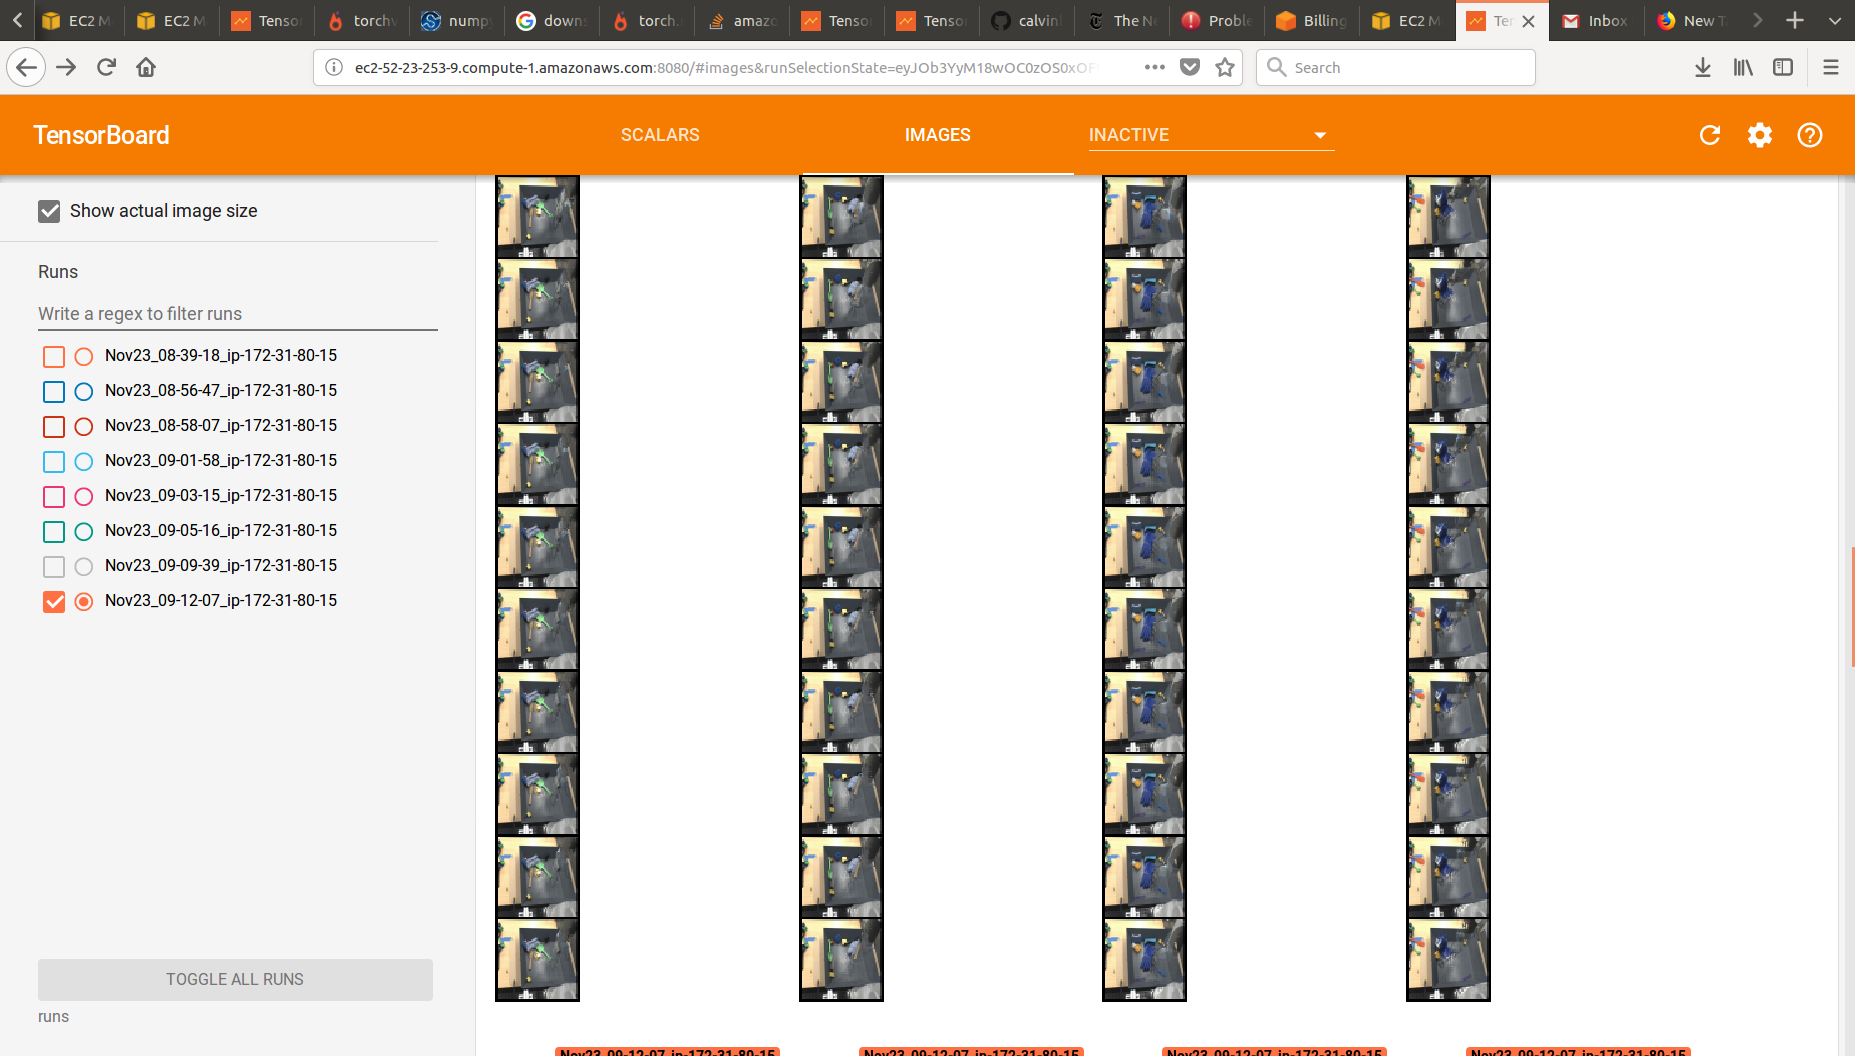 EC2 M
EC2 M
Tensor
torchv
numpy
down
torch.
amazo
Tenso
Tenso
calvinl
The Ne
Proble
Billing
EC2 M
Ter
Inbox
New T
ec2-52-23-253-9.compute-1.amazonaws.com:8080/#images&runSelectionState=eyJOb3YyM18wOC0zOS0xOF
Search
TensorBoard
SCALARS
IMAGES
INACTIVE
Show actual image size
Runs
Write a regex to filter runs
Nov23_08-39-18_ip-172-31-80-15
Nov23_08-56-47_ip-172-31-80-15
Nov23_08-58-07_ip-172-31-80-15
Nov23_09-01-58_ip-172-31-80-15
Nov23_09-03-15_ip-172-31-80-15
Nov23_09-05-16_ip-172-31-80-15
Nov23_09-09-39_ip-172-31-80-15
Nov23_09-12-07_ip-172-31-80-15
TOGGLE ALL RUNS
runs
Nov23_09-12-07_ip-172-31-80-15
Nov23_09-12-07_ip-172-31-80-15
Nov23_09-12-07_ip-172-31-80-15
Nov23_09-12-07_ip-172-31-80-15